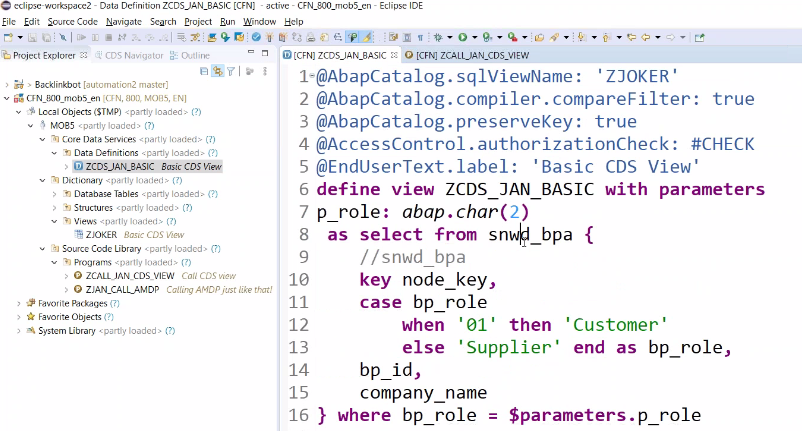 eclipse-workspace2 - Data Definition ZCDS_JAN_BASIC [CFN] - active - CFN_800_mob5_en - Eclipse IDE
File Edit Source Code Navigate Search Project Run Window Help
Project Explorer CDS Navigator Outline
[CFN] ZCDS_JAN_BASIC [CFN] ZCALL_JAN_CDS_VIEW
Backlinkbot [automation2 master]
CFN_800_mob5_en [CFN, 800, MOB5, EN]
Local Objects ($TMP) <partly loaded> (?)
MOB5 <partly loaded> (?)
Core Data Services <partly loaded> (?)
Data Definitions <partly loaded> (?)
ZCDS_JAN_BASIC Basic CDS View
Dictionary <partly loaded> (?)
Database Tables <partly loaded> (?)
Structures <partly loaded> (?)
Views <partly loaded> (?)
ZJOKER Basic CDS View
Source Code Library <partly loaded> (?)
Programs <partly loaded> (?)
ZCALL_JAN_CDS_VIEW Call CDS view
ZJAN_CALL_AMDP Calling AMDP just like that!
Favorite Packages (?)
Favorite Objects (?)
System Library <partly loaded> (?)
1 @AbapCatalog.sqlViewName: 'ZJOKER'
2 @AbapCatalog.compiler.compareFilter: true
3 @AbapCatalog.preserveKey: true
4 @AccessControl.authorizationCheck: #CHECK
5 @EndUserText.label: 'Basic CDS View'
6 define view ZCDS_JAN_BASIC with parameters
7 p_role: abap.char(2)
8 as select from snwd_bpa {
9 //snwd_bpa
10 key node_key,
11 case bp_role
12 when '01' then 'Customer'
13 else 'Supplier' end as bp_role,
14 bp_id,
15 company_name
16 } where bp_role = $parameters.p_role